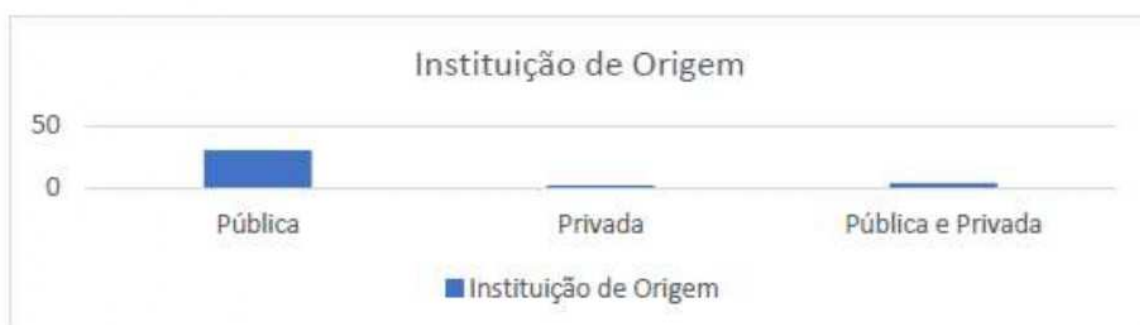 Instituição de Origem
50
0
Pública Privada Pública e Privada
Instituição de Origem